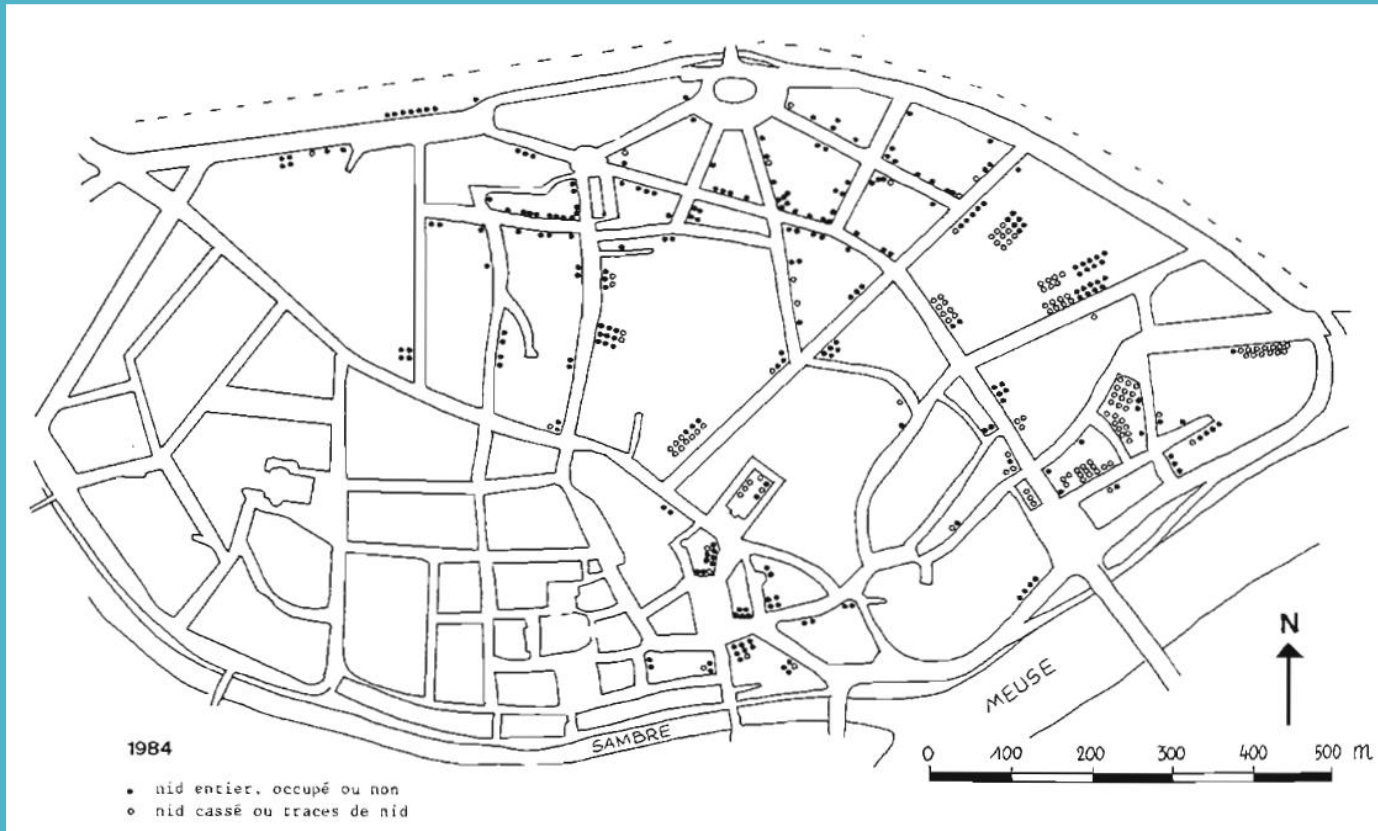 N
MEUSE
SAMBRE
1984
0 100 200 300 400 500 m
• nid entier, occupé ou non
o nid cassé ou traces de nid